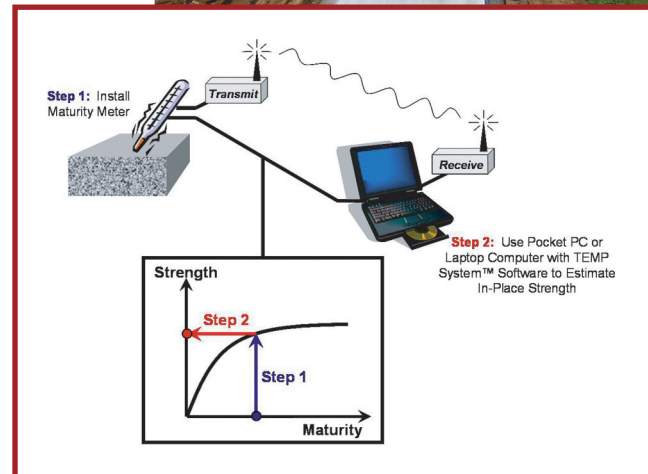 Step 1: Install
Maturity Meter
Transmit
Receive
Step 2: Use Pocket PC or
Laptop Computer with TEMP
System™ Software to Estimate
In-Place Strength
Strength
Step 2
Step 1
Maturity